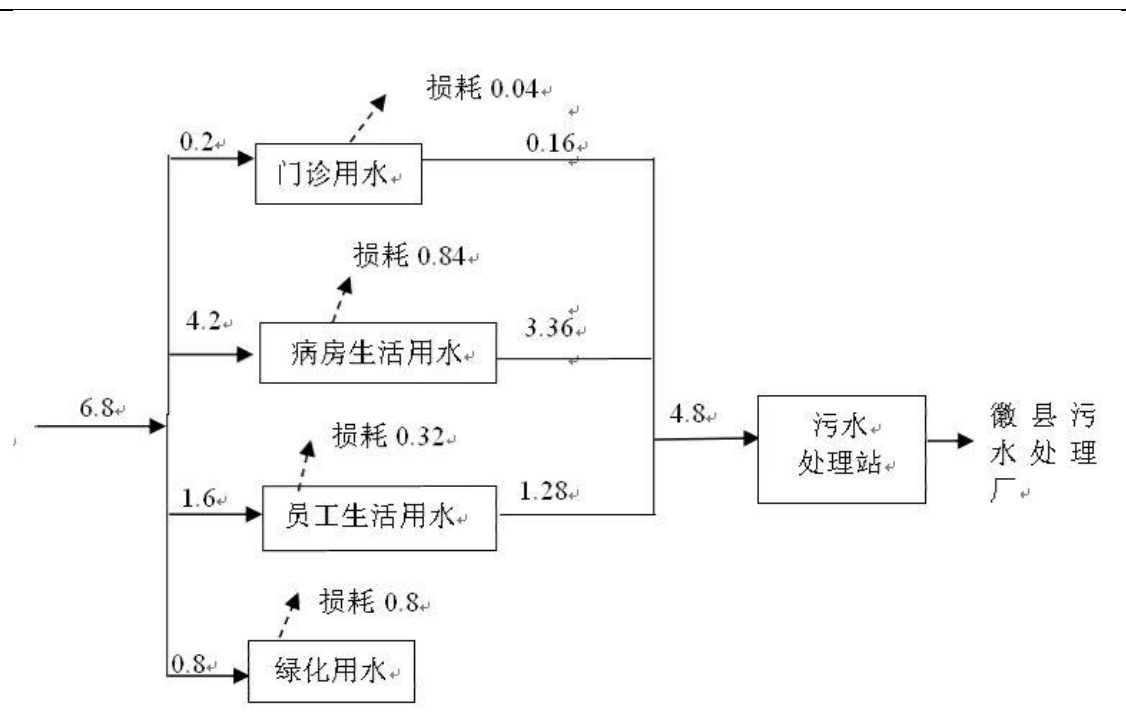 损耗 0.04
0.2
0.16
门诊用水
损耗 0.84
4.2
3.36
病房生活用水
6.8
损耗 0.32
4.8
污水
处理站
徽 县 污
水 处 理
厂
1.6
1.28
员工生活用水
损耗 0.8
0.8
绿化用水